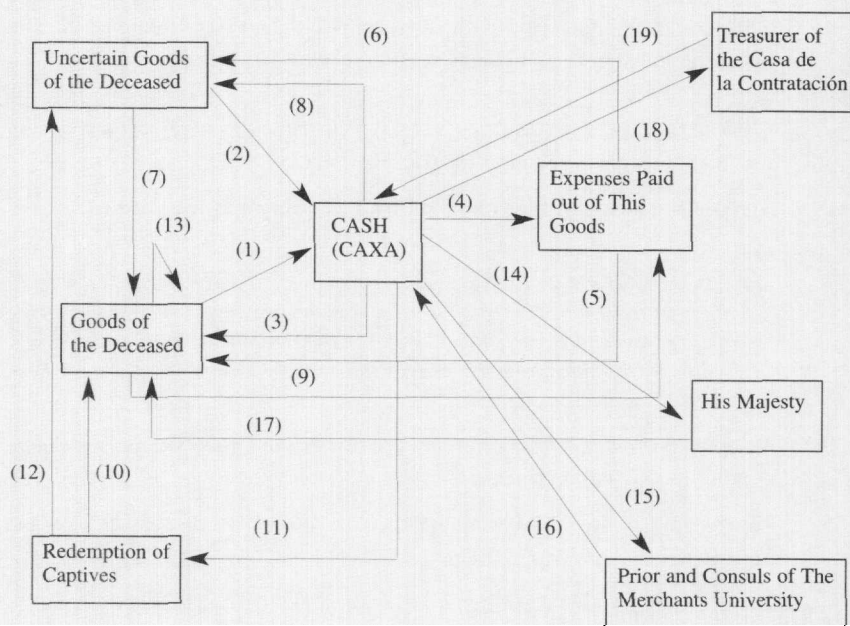 Uncertain Goods
of the Deceased
(6)
(19)
Treasurer of
the Casa de
la Contratación
(8)
(18)
(2)
(7)
Expenses Paid
out of This
Goods
(4)
(13)
CASH
(CAXA)
(1)
(14)
(5)
Goods of
the Deceased
(3)
(9)
His Majesty
(17)
(12)
(10)
(15)
(11)
(16)
Redemption of
Captives
Prior and Consuls of The
Merchants University